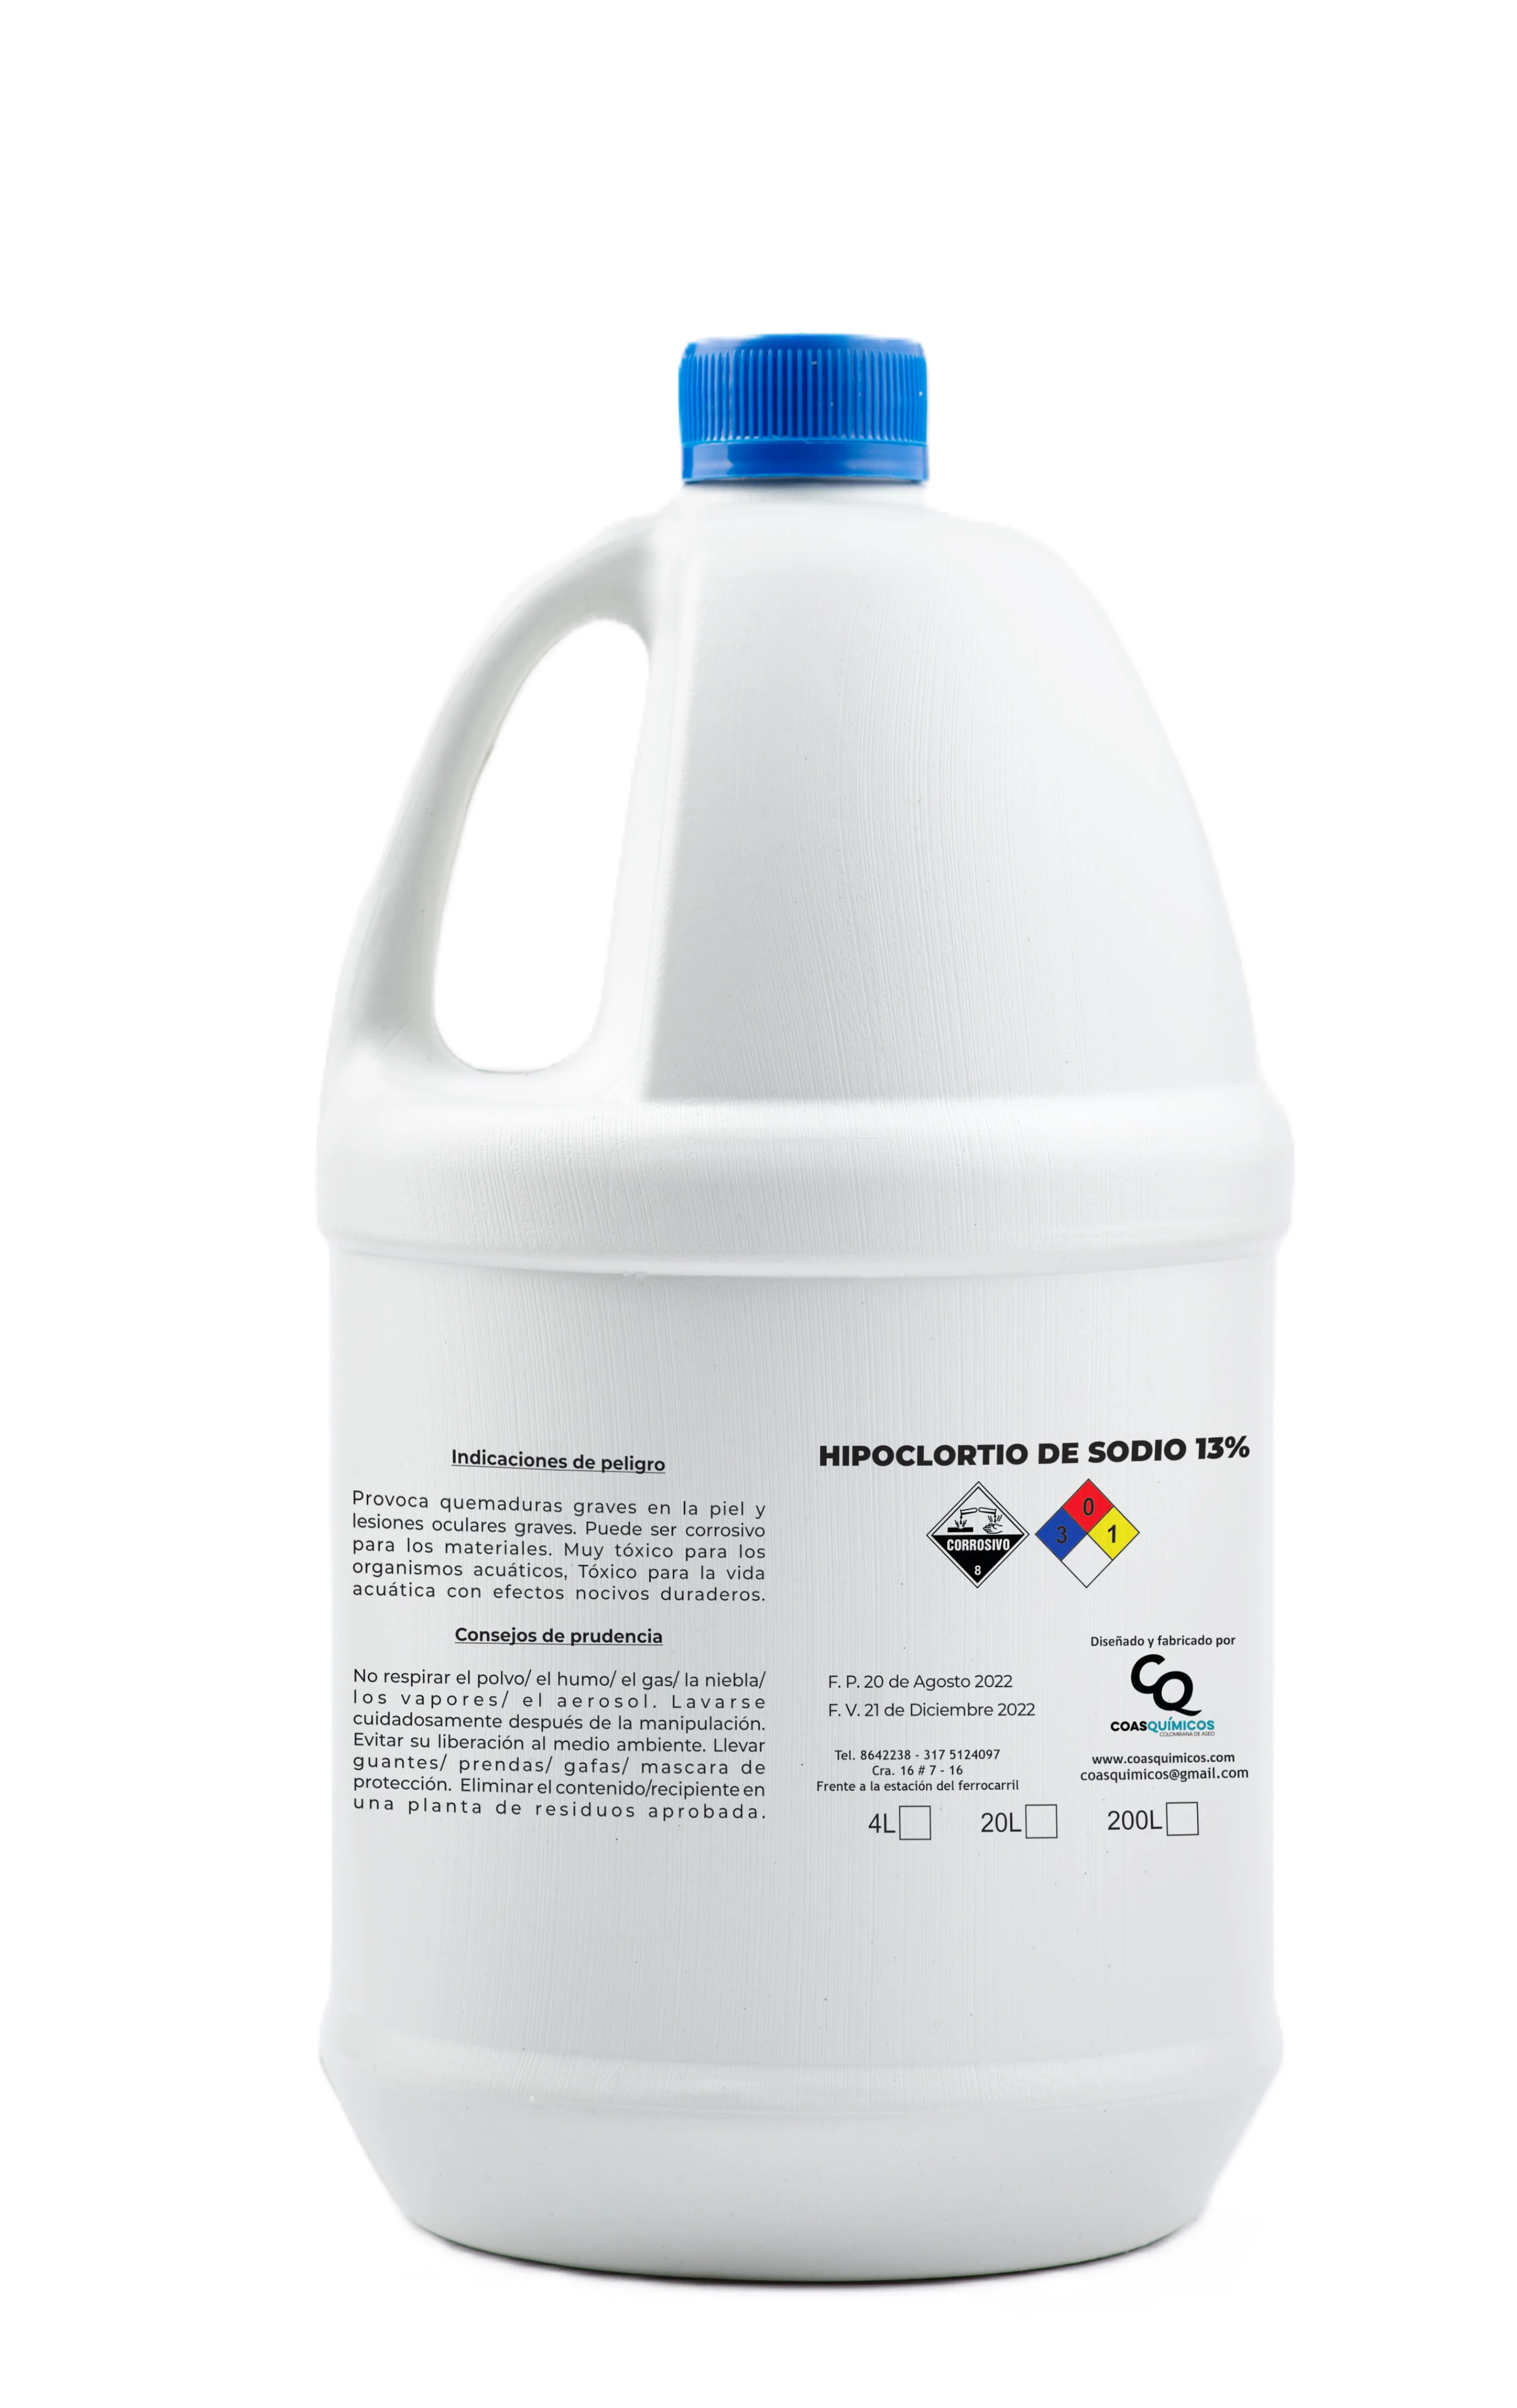 Indicaciones de peligro
Provoca quemaduras graves en la piel y
lesiones oculares graves. Puede ser corrosivo
para los materiales. Muy tóxico para los
organismos acuáticos, Tóxico para la vida
acuática con efectos nocivos duraderos.
Consejos de prudencia
No respirar el polvo/ el humo/ el gas/ la niebla/
los vapores/ el aerosol. Lavarse
cuidadosamente después de la manipulación.
Evitar su liberación al medio ambiente. Llevar
guantes/ prendas/ gafas/ mascara de
protección. Eliminar el contenido/recipiente en
una planta de residuos aprobada.
HIPOCLORTIO DE SODIO 13%
CORROSIVO
8
0
3 1
Diseñado y fabricado por
CQ
COASQUÍMICOS
COLOMBIANA DE ASEO
www.coasquimicos.com
coasquimicos@gmail.com
F. P. 20 de Agosto 2022
F. V. 21 de Diciembre 2022
Tel. 8642238 - 317 5124097
Cra. 16 # 7 - 16
Frente a la estación del ferrocarril
4L 20L 200L